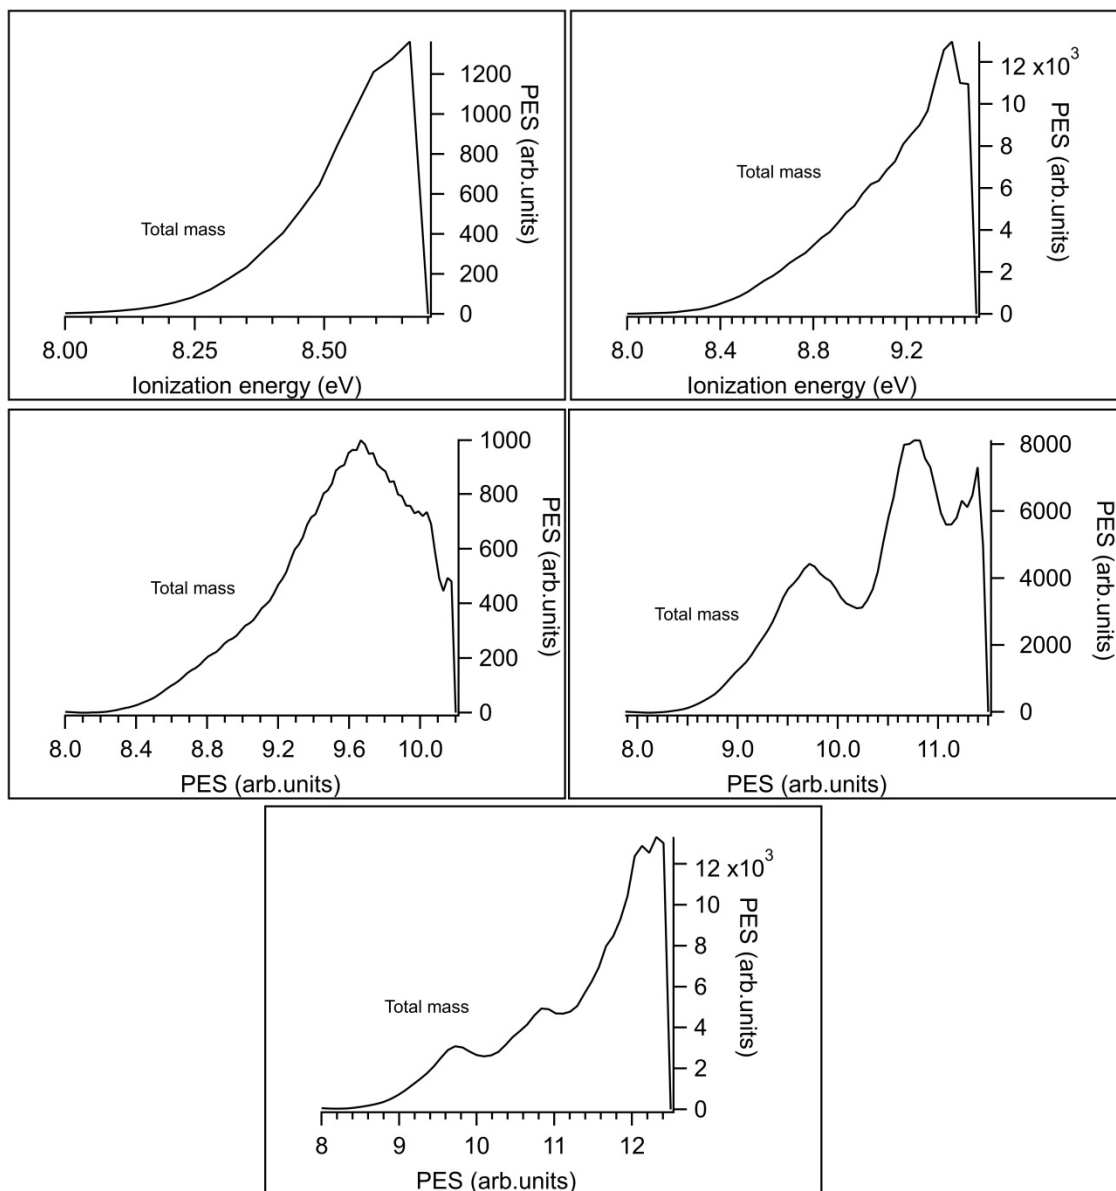 1200
1000
800
600
400
200
0
PES (arb.units)
Total mass
8.00 8.25 8.50
Ionization energy (eV)
12 x10³
10
8
6
4
2
0
PES (arb.units)
Total mass
8.0 8.4 8.8 9.2
Ionization energy (eV)
1000
800
600
400
200
0
PES (arb.units)
Total mass
8.0 8.4 8.8 9.2 9.6 10.0
PES (arb.units)
8000
6000
4000
2000
0
PES (arb.units)
Total mass
8.0 9.0 10.0 11.0
PES (arb.units)
12 x10³
10
8
6
4
2
0
PES (arb.units)
Total mass
8 9 10 11 12
PES (arb.units)